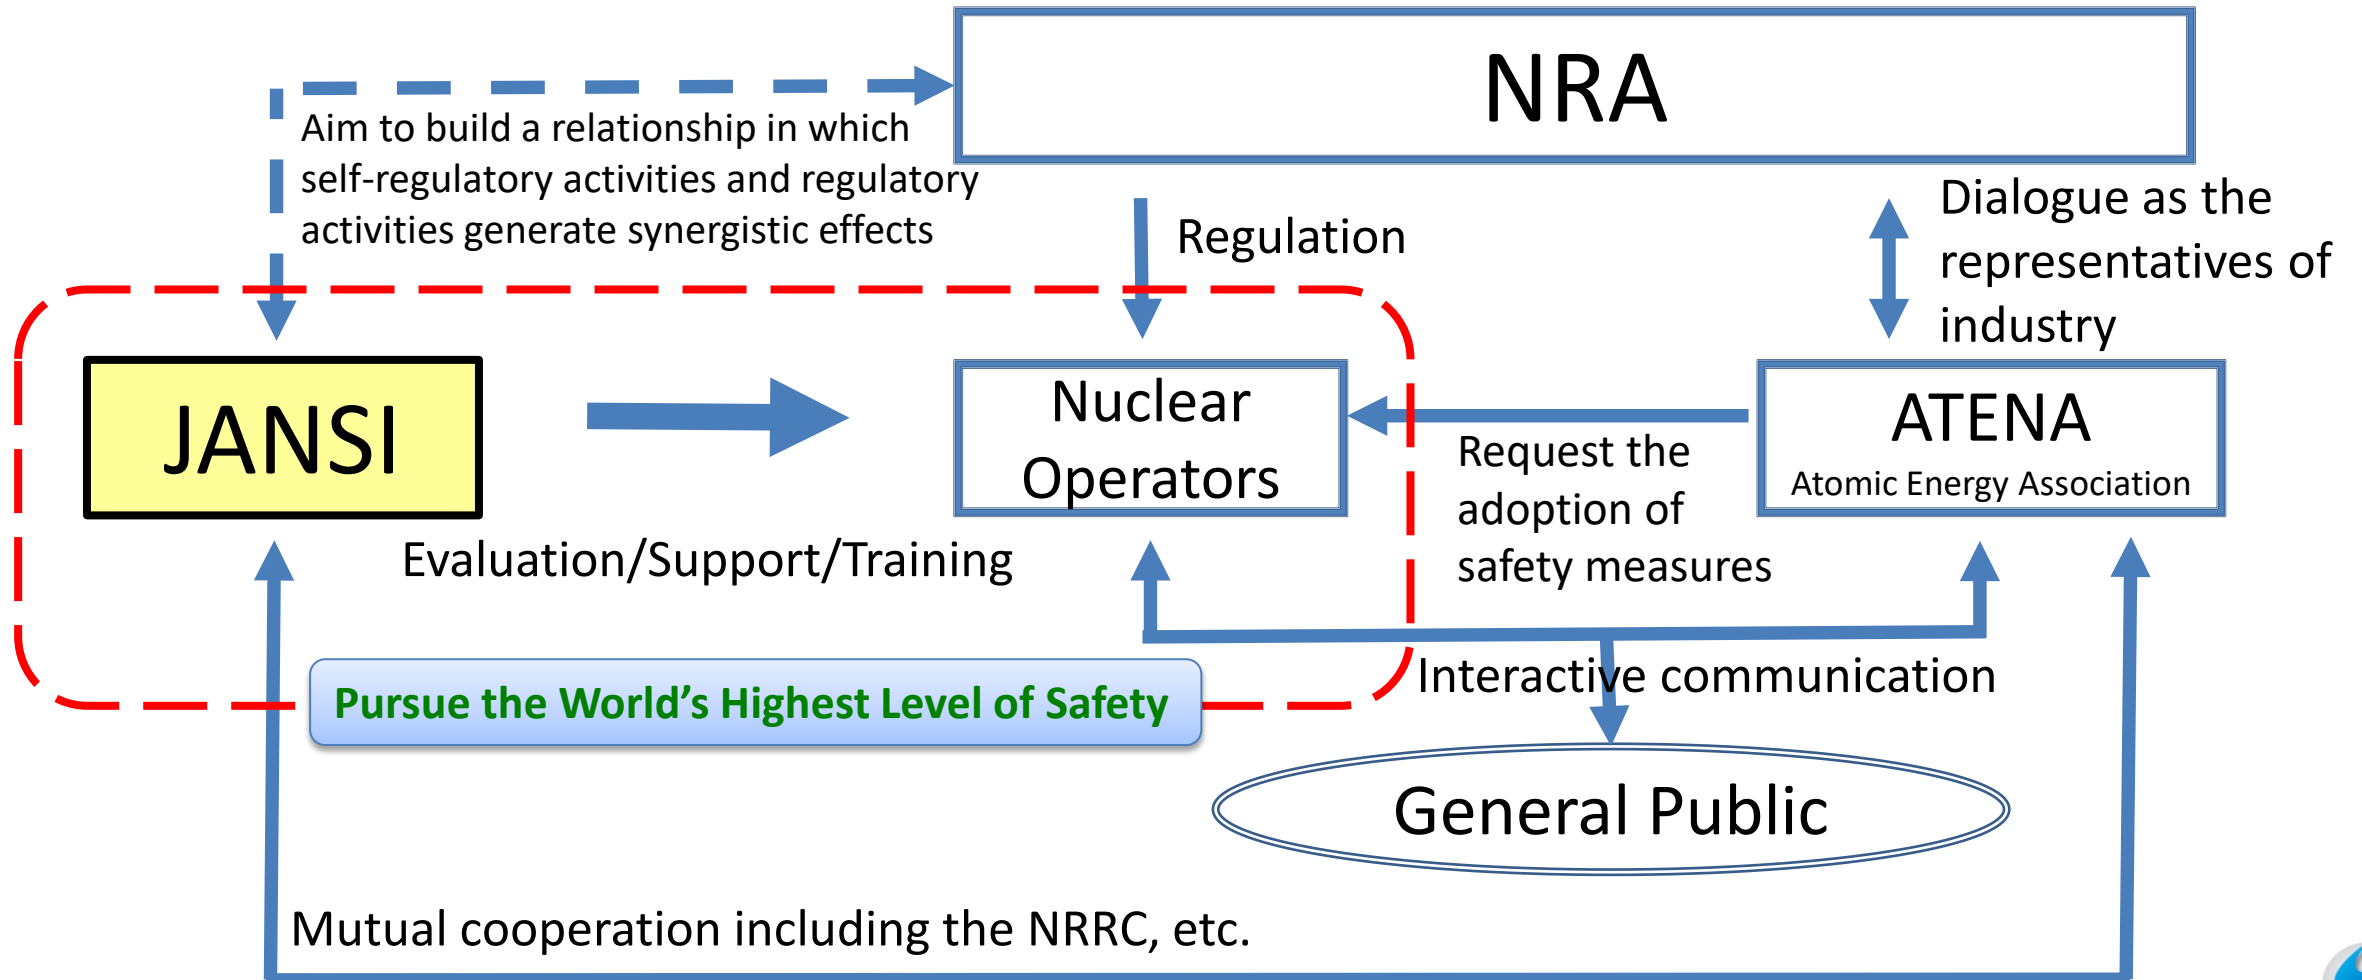 NRA
Aim to build a relationship in which
self-regulatory activities and regulatory
activities generate synergistic effects
Regulation
Dialogue as the
representatives of
industry
JANSI
Nuclear
Operators
ATENA
Atomic Energy Association
Request the
adoption of
safety measures
Evaluation/Support/Training
Interactive communication
Pursue the World’s Highest Level of Safety
General Public
Mutual cooperation including the NRRC, etc.